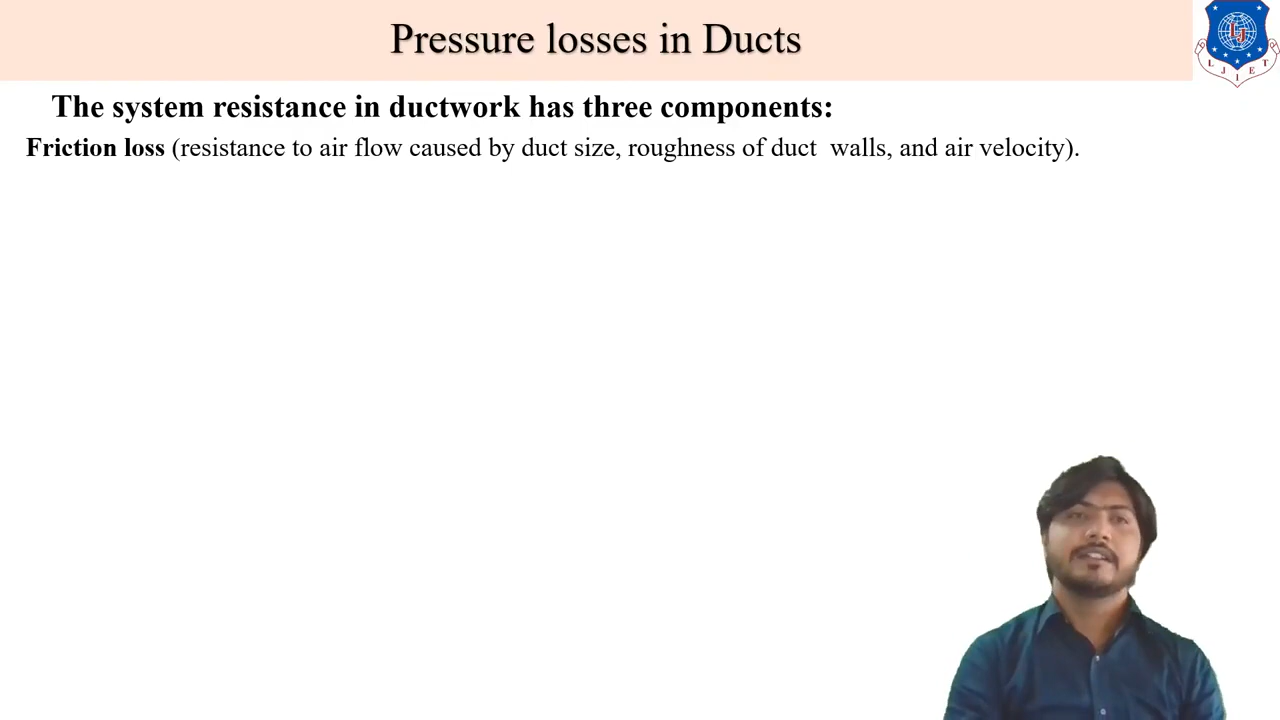 Pressure losses in Ducts
LJ
L J I E T
The system resistance in ductwork has three components:
Friction loss (resistance to air flow caused by duct size, roughness of duct walls, and air velocity).